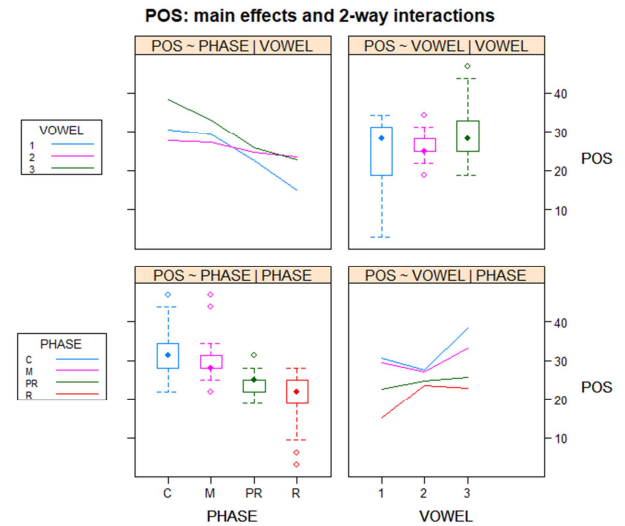 POS: main effects and 2-way interactions
POS ~ PHASE | VOWEL
POS ~ VOWEL | VOWEL
VOWEL
1
2
3
40
30
20
10
POS
POS ~ PHASE | PHASE
POS ~ VOWEL | PHASE
PHASE
C
M
PR
R
40
30
20
10
POS
C M PR R
1 2 3
PHASE
VOWEL